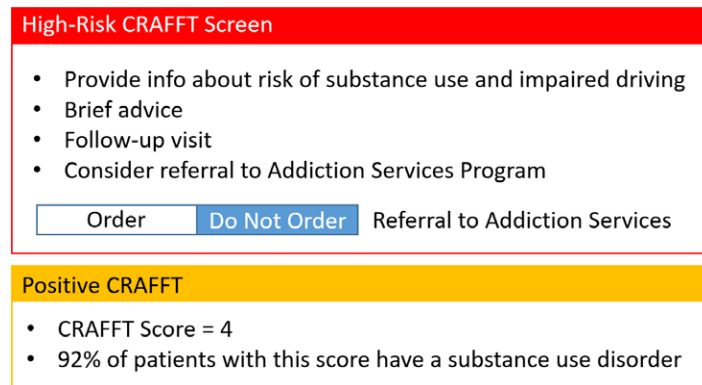 High-Risk CRAFFT Screen
• Provide info about risk of substance use and impaired driving
• Brief advice
• Follow-up visit
• Consider referral to Addiction Services Program
Order Do Not Order Referral to Addiction Services
Positive CRAFFT
• CRAFFT Score = 4
• 92% of patients with this score have a substance use disorder